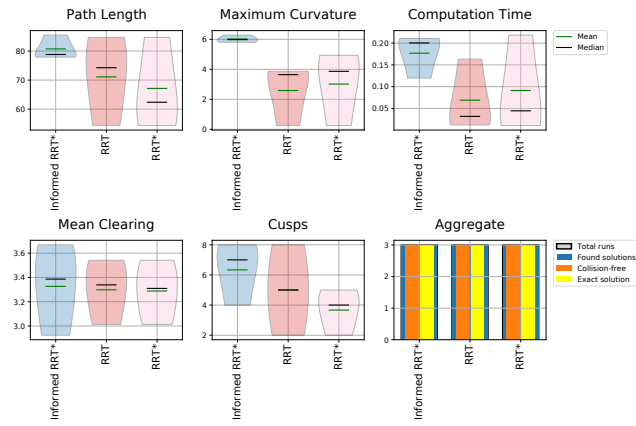 Path Length
Maximum Curvature
Computation Time
80
70
60
6
4
2
0
0.20
0.15
0.10
0.05
Mean
Median
Informed RRT*
RRT
RRT*
Informed RRT*
RRT
RRT*
Informed RRT*
RRT
RRT*
Mean Clearing
Cusps
Aggregate
3.6
3.4
3.2
3.0
8
6
4
2
3
2
1
0
Total runs
Found solutions
Collision-free
Exact solution
Informed RRT*
RRT
RRT*
Informed RRT*
RRT
RRT*
Informed RRT*
RRT
RRT*